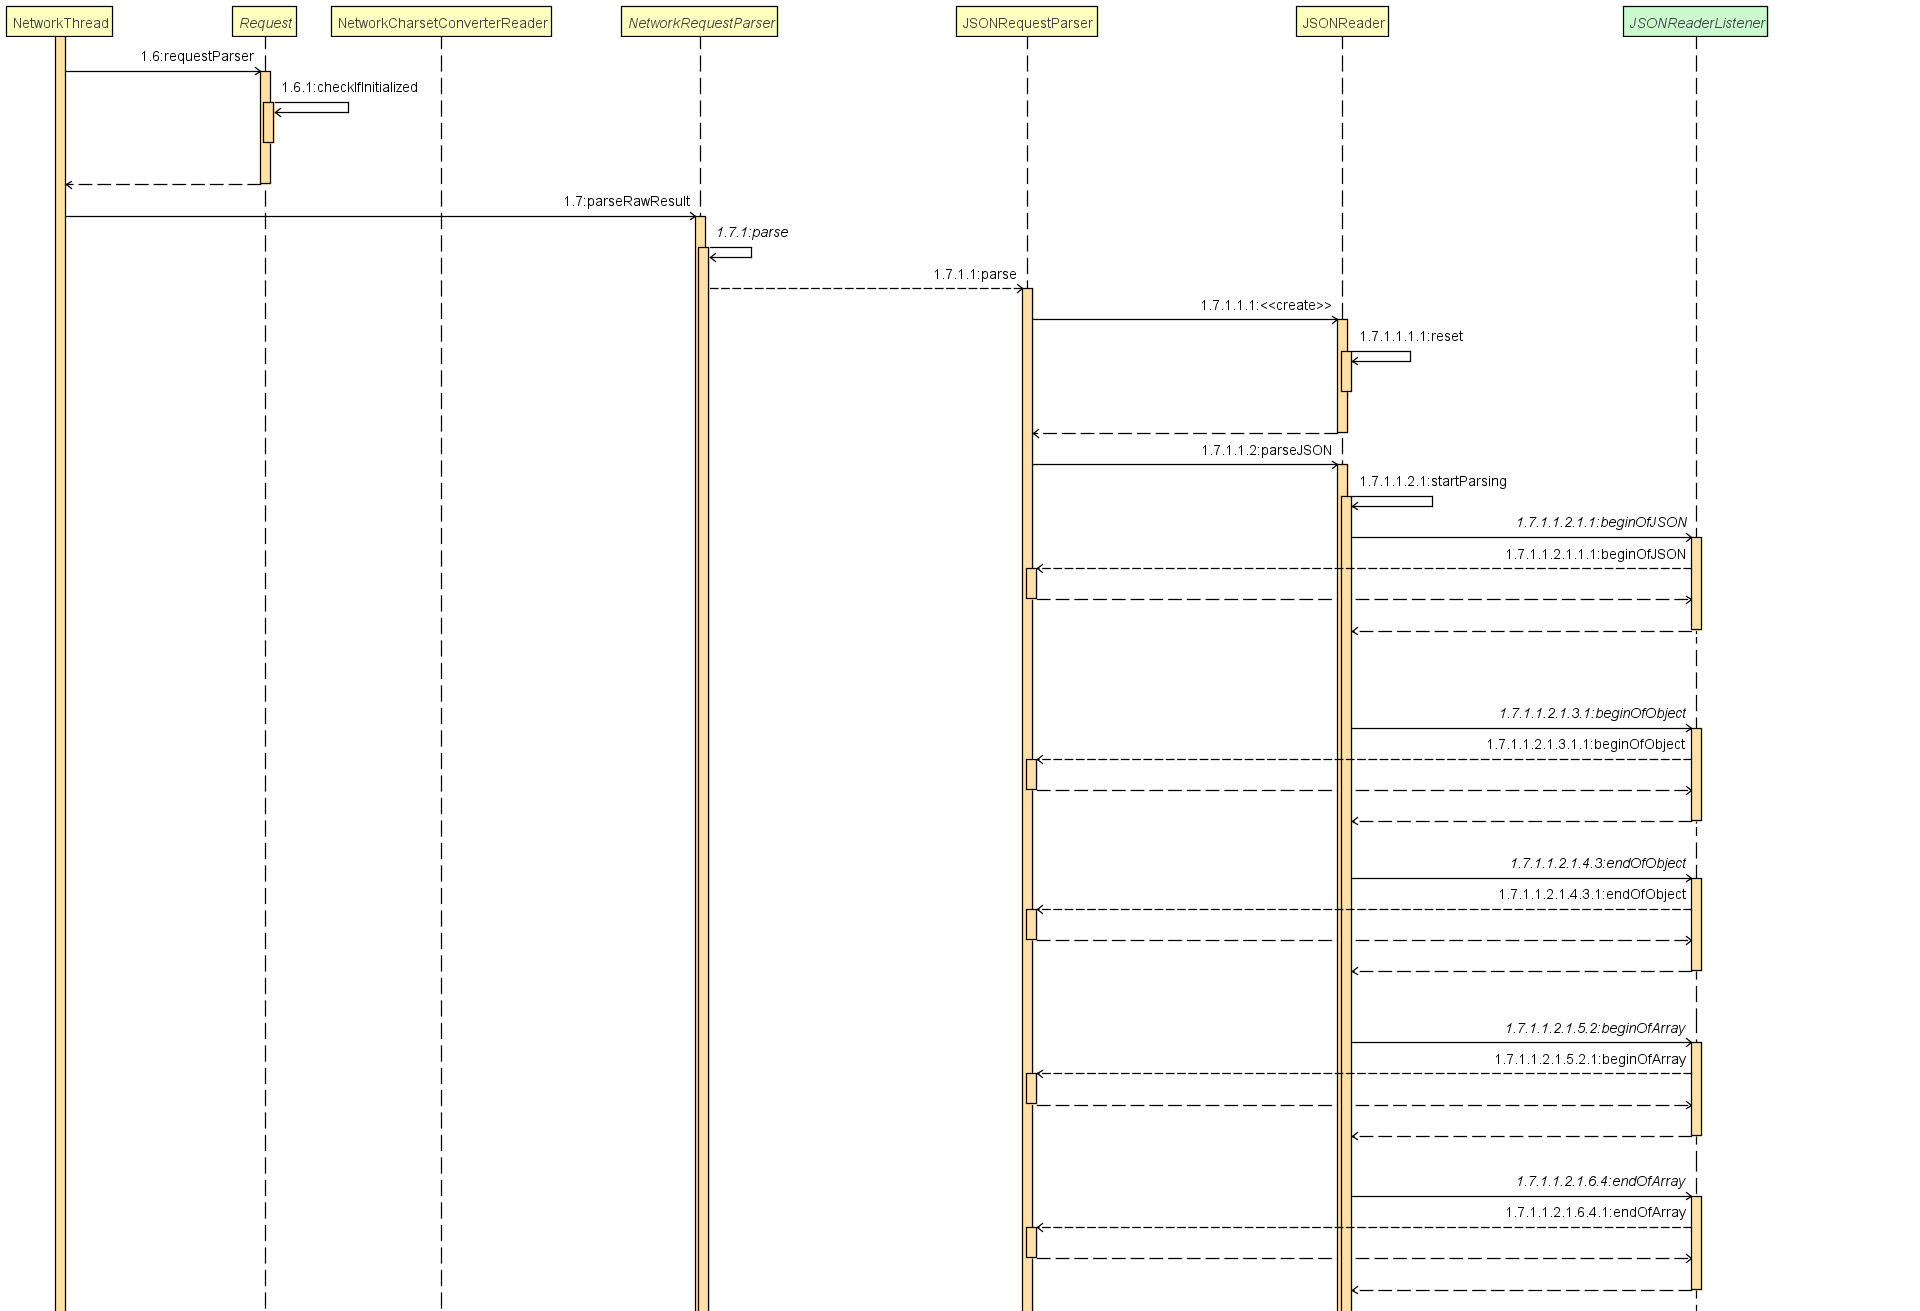 NetworkThread
Request
NetworkCharsetConverterReader
NetworkRequestParser
JSONRequestParser
JSONReader
JSONReaderListener
1.6:requestParser
1.6.1:checkIfInitialized
1.7:parseRawResult
1.7.1:parse
1.7.1.1:parse
1.7.1.1.1:<<create>>
1.7.1.1.1.1:reset
1.7.1.1.2:parseJSON
1.7.1.1.2.1:startParsing
1.7.1.1.2.1.1:beginOfJSON
1.7.1.1.2.1.1.1:beginOfJSON
1.7.1.1.2.1.3.1:beginOfObject
1.7.1.1.2.1.3.1.1:beginOfObject
1.7.1.1.2.1.4.3:endOfObject
1.7.1.1.2.1.4.3.1:endOfObject
1.7.1.1.2.1.5.2:beginOfArray
1.7.1.1.2.1.5.2.1:beginOfArray
1.7.1.1.2.1.6.4:endOfArray
1.7.1.1.2.1.6.4.1:endOfArray